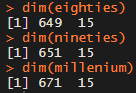 > dim(eighties)
[1] 649  15
> dim(nineties)
[1] 651  15
> dim(millenium)
[1] 671  15